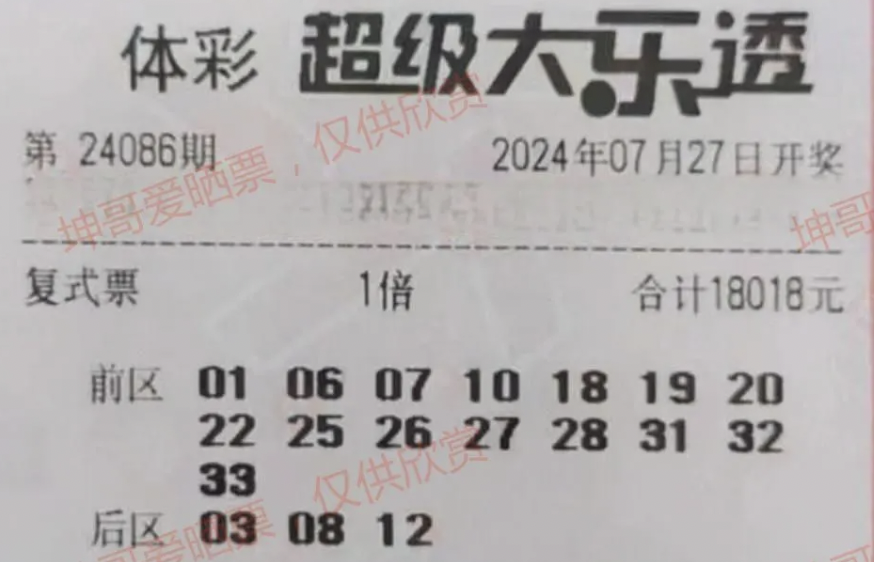 体彩 超级大乐透
第 24086期 2024年07月27日开奖
复式票 1倍 合计18018元
前区 01 06 07 10 18 19 20
22 25 26 27 28 31 32
33
后区 03 08 12
坤哥爱晒票，仅供欣赏
坤哥
坤哥爱晒票，仅供欣赏